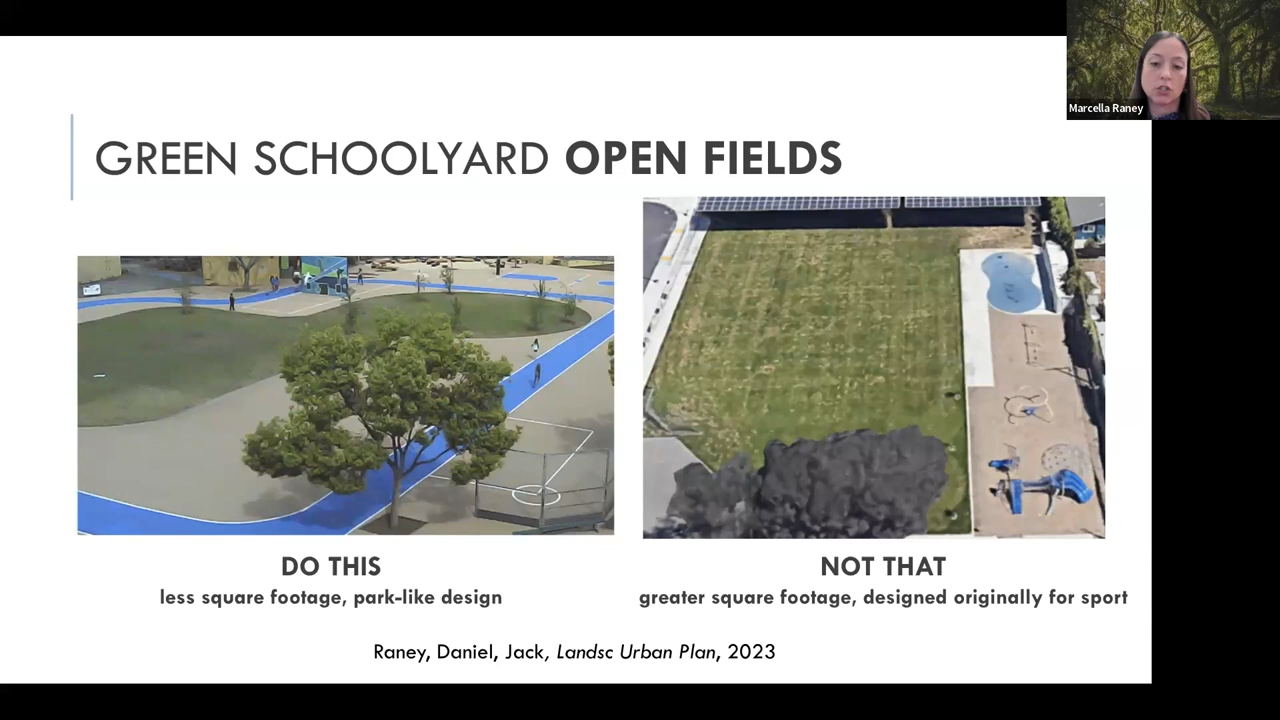 Marcella Raney
GREEN SCHOOLYARD OPEN FIELDS
DO THIS
less square footage, park-like design
NOT THAT
greater square footage, designed originally for sport
Raney, Daniel, Jack, Landsc Urban Plan, 2023